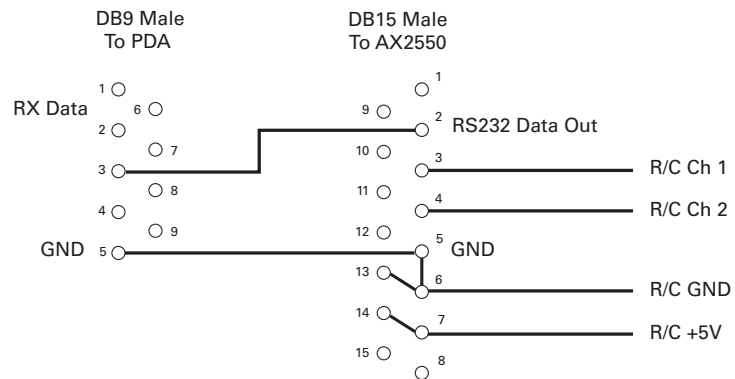 DB9 Male
To PDA
DB15 Male
To AX2550
1
1
RX Data
6
9
2
RS232 Data Out
2
10
7
3
R/C Ch 1
3
11
8
4
R/C Ch 2
4
12
9
5
GND
GND
5
13
6
R/C GND
14
7
R/C +5V
15
8